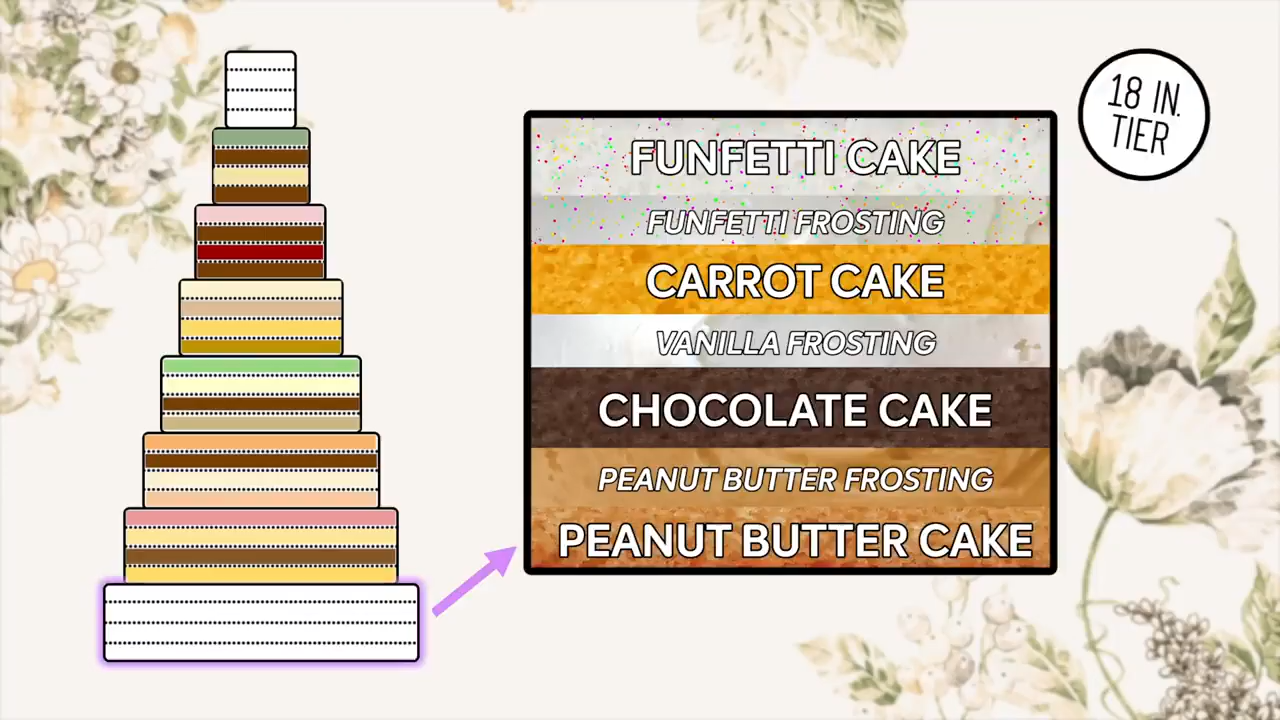 18 IN.
TIER
FUNFETTI CAKE
FUNFETTI FROSTING
CARROT CAKE
VANILLA FROSTING
CHOCOLATE CAKE
PEANUT BUTTER FROSTING
PEANUT BUTTER CAKE